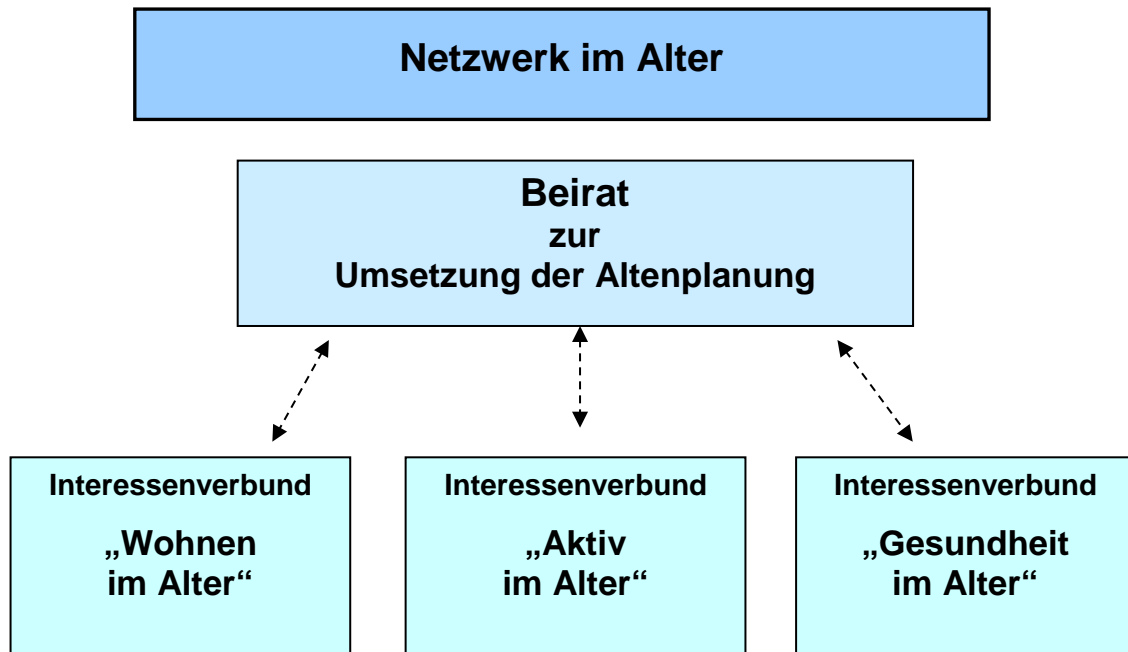 Netzwerk im Alter
Beirat
zur
Umsetzung der Altenplanung
Interessenverbund
„Wohnen
im Alter“
Interessenverbund
„Aktiv
im Alter“
Interessenverbund
„Gesundheit
im Alter“